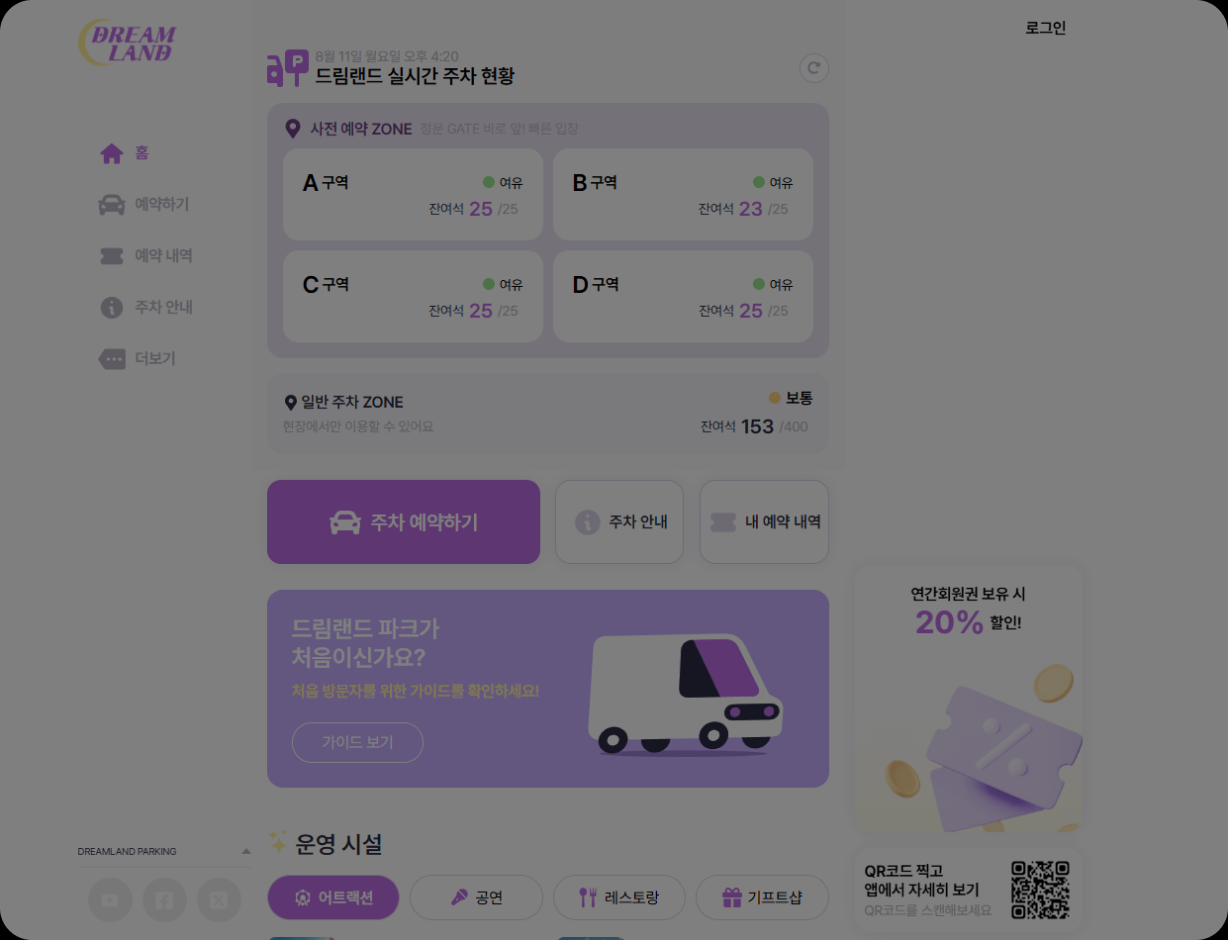 DREAM
LAND
로그인
홈
예약하기
예약 내역
주차 안내
더보기
8월 11일 월요일 오후 4:20
드림랜드 실시간 주차 현황
사전 예약 ZONE 정문 GATE 바로 앞! 빠른 입장
A 구역 여유
잔여석 25 /25
B 구역 여유
잔여석 23 /25
C 구역 여유
잔여석 25 /25
D 구역 여유
잔여석 25 /25
일반 주차 ZONE 보통
현장에서만 이용할 수 있어요 잔여석 153 /400
주차 예약하기
주차 안내
내 예약 내역
드림랜드 파크가
처음이신가요?
처음 방문자를 위한 가이드를 확인하세요!
가이드 보기
운영 시설
어트랙션
공연
레스토랑
기프트샵
연간회원권 보유 시
20% 할인!
QR코드 찍고
앱에서 자세히 보기
QR코드를 스캔해보세요
DREAMLAND PARKING